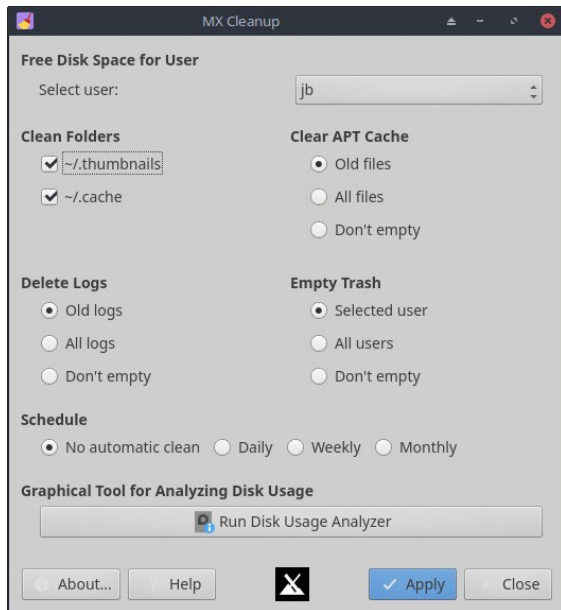 MX Cleanup
Free Disk Space for User
Select user:
jb
Clean Folders
~/.thumbnails
~/.cache
Clear APT Cache
Old files
All files
Don't empty
Delete Logs
Old logs
All logs
Don't empty
Empty Trash
Selected user
All users
Don't empty
Schedule
No automatic clean Daily Weekly Monthly
Graphical Tool for Analyzing Disk Usage
Run Disk Usage Analyzer
About... Help Apply Close